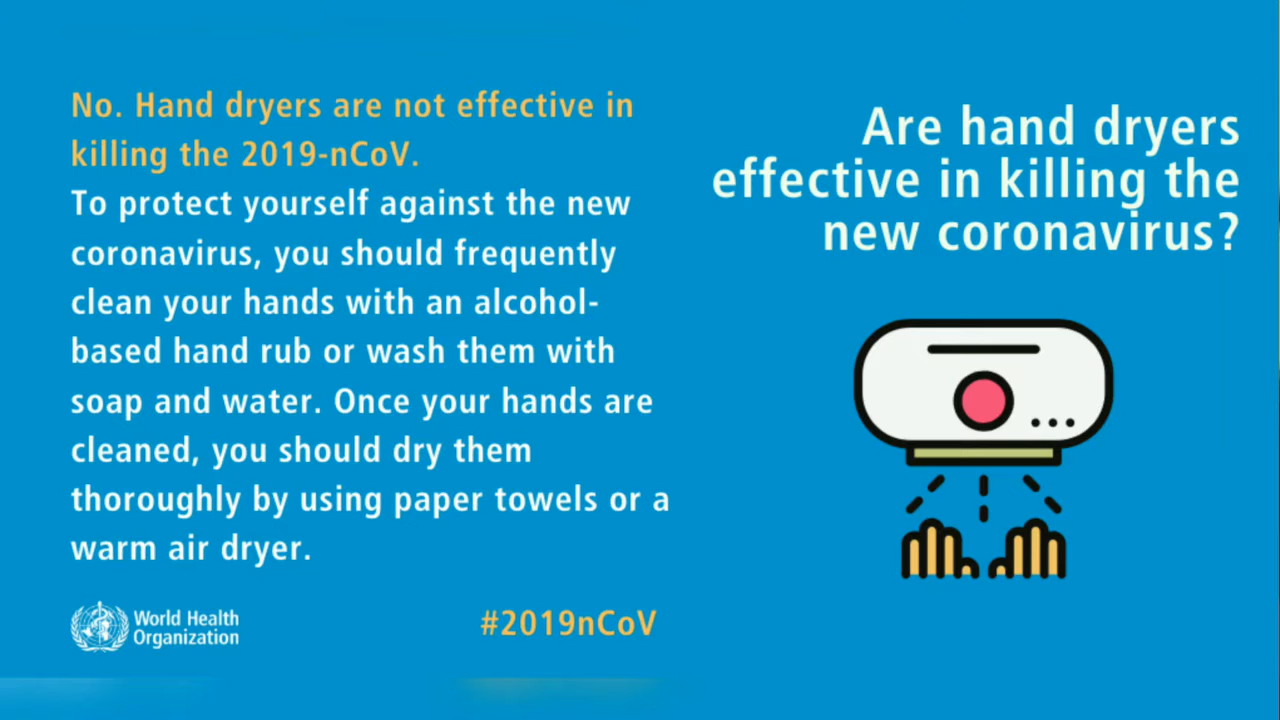 No. Hand dryers are not effective in
killing the 2019-nCoV.
To protect yourself against the new
coronavirus, you should frequently
clean your hands with an alcohol-
based hand rub or wash them with
soap and water. Once your hands are
cleaned, you should dry them
thoroughly by using paper towels or a
warm air dryer.
World Health
Organization
#2019nCoV
Are hand dryers
effective in killing the
new coronavirus?